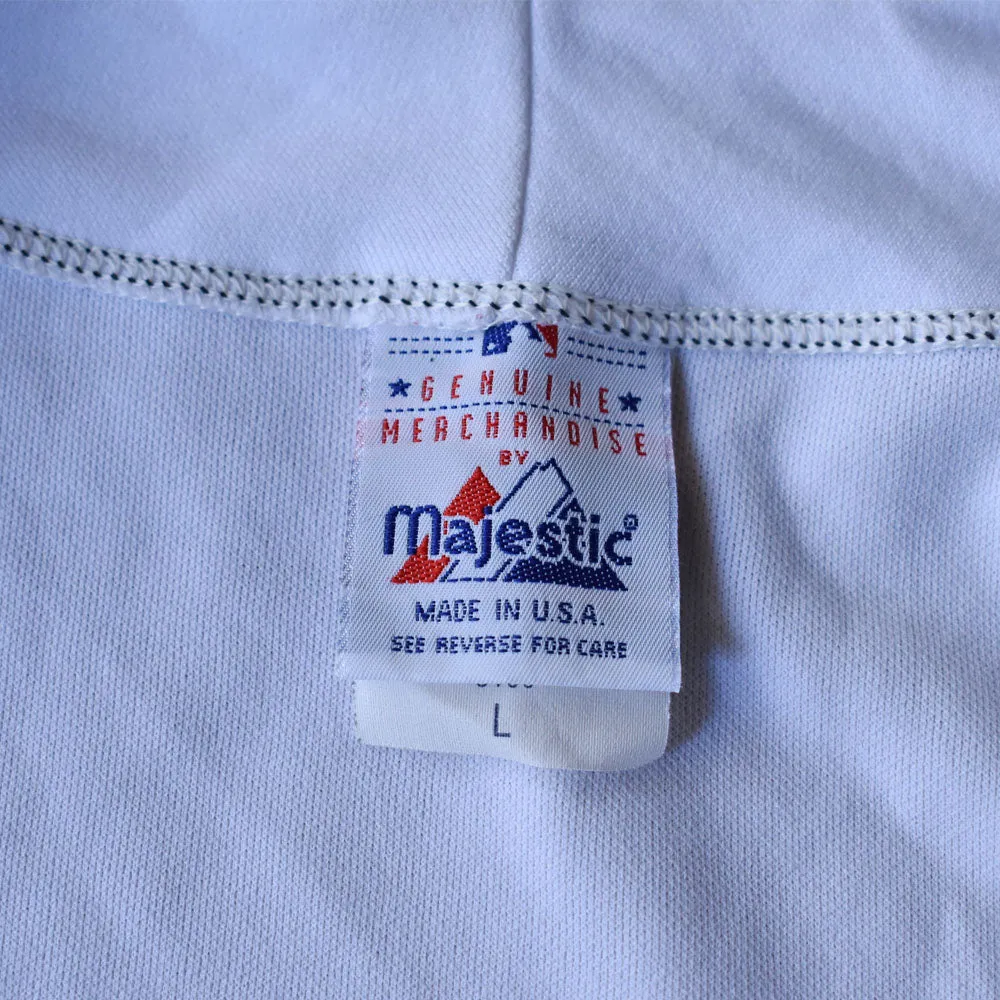 GENUINE
MERCHANDISE
BY
Majestic®
MADE IN U.S.A.
SEE REVERSE FOR CARE
L